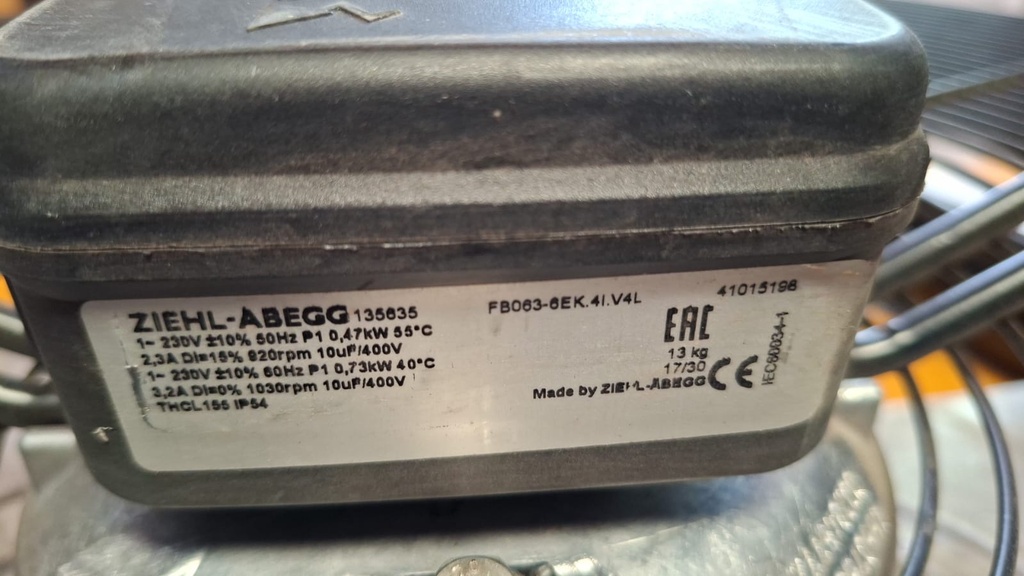 ZIEHL-ABEGG 135635
1~ 230V ±10% 50Hz P1 0,47kW 55°C
2,3A DI=15% 920rpm 10uF/400V
1~ 230V ±10% 60Hz P1 0,73kW 40°C
3,2A DI=0% 1030rpm 10uF/400V
THCL155 IP54
FB063-6EK.4I.V4L
41015198
EAC
13 kg
17/30
Made by ZIEHL-ABEGG CE
IEC60034-1